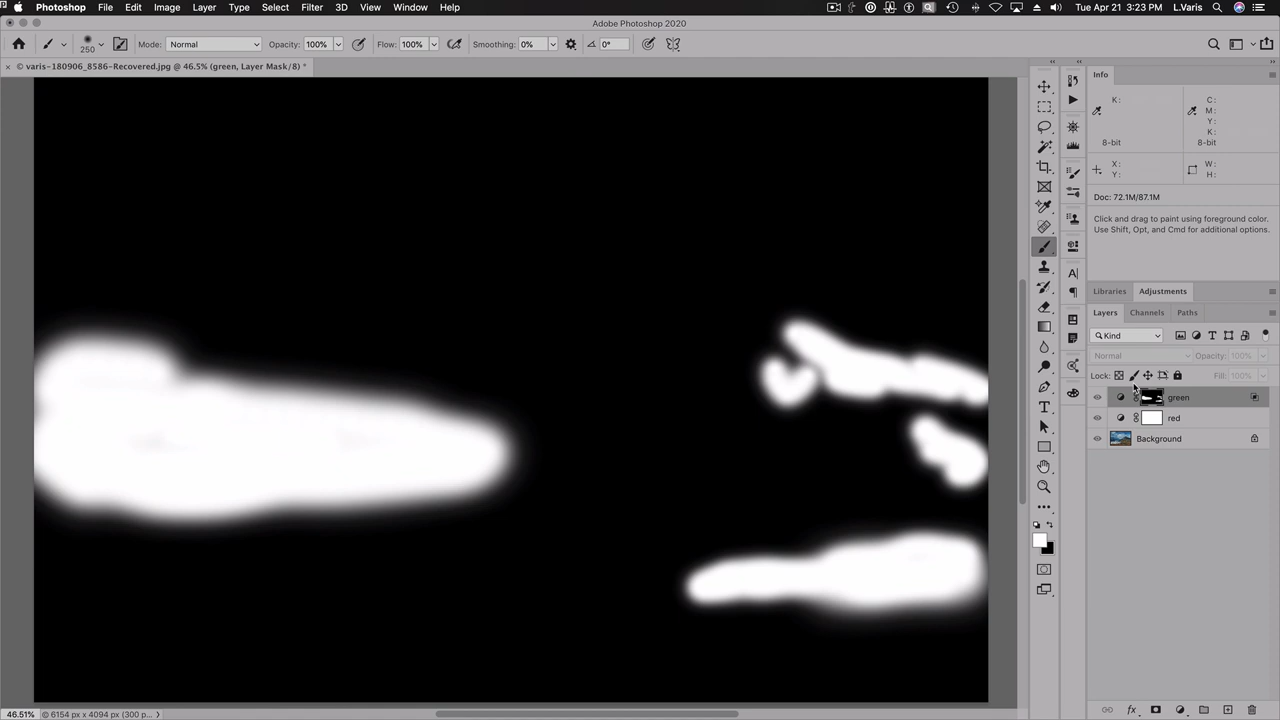 Photoshop File Edit Image Layer Type Select Filter 3D View Window Help Tue Apr 21 3:23 PM L.Varis
Adobe Photoshop 2020
250 Mode: Normal Opacity: 100% Flow: 100% Smoothing: 0% 0°
× © varis-180906_8586-Recovered.jpg @ 46.5% (green, Layer Mask/8) *
Info
K: C:
M:
Y:
K:
8-bit 8-bit
X: W:
Y: H:
Doc: 72.1M/87.1M
Click and drag to paint using foreground color.
Use Shift, Opt, and Cmd for additional options.
Libraries Adjustments
Layers Channels Paths
Kind
Normal Opacity: 100%
Lock: Fill: 100%
green
red
Background
46.51% © 6154 px x 4094 px (300 p...